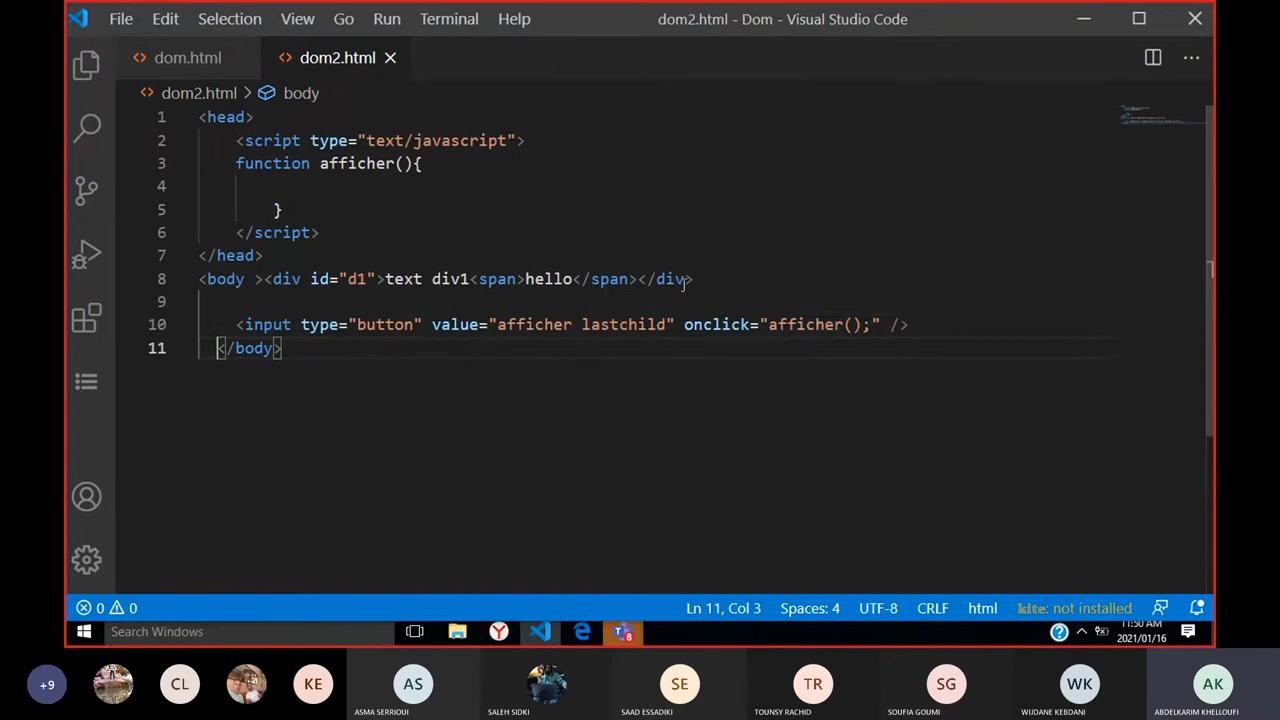 File Edit Selection View Go Run Terminal Help dom2.html - Dom - Visual Studio Code
dom.html dom2.html
dom2.html > body
1 <head>
2 <script type="text/javascript">
3 function afficher(){
4
5 }
6 </script>
7 </head>
8 <body ><div id="d1">text div1<span>hello</span></div>
9
10 <input type="button" value="afficher lastchild" onclick="afficher();" />
11 </body>
0 0 Ln 11, Col 3 Spaces: 4 UTF-8 CRLF html kite: not installed
Search Windows 8 11:50 AM
2021/01/16
+9 CL KE AS SE TR SG WK AK
ASMA SERRIOUI SALEH SIDKI SAAD ESSADIKI TOUNSY RACHID SOUFIA GOUMI WIJDANE KEBDANI ABDELKARIM KHELLOUFI